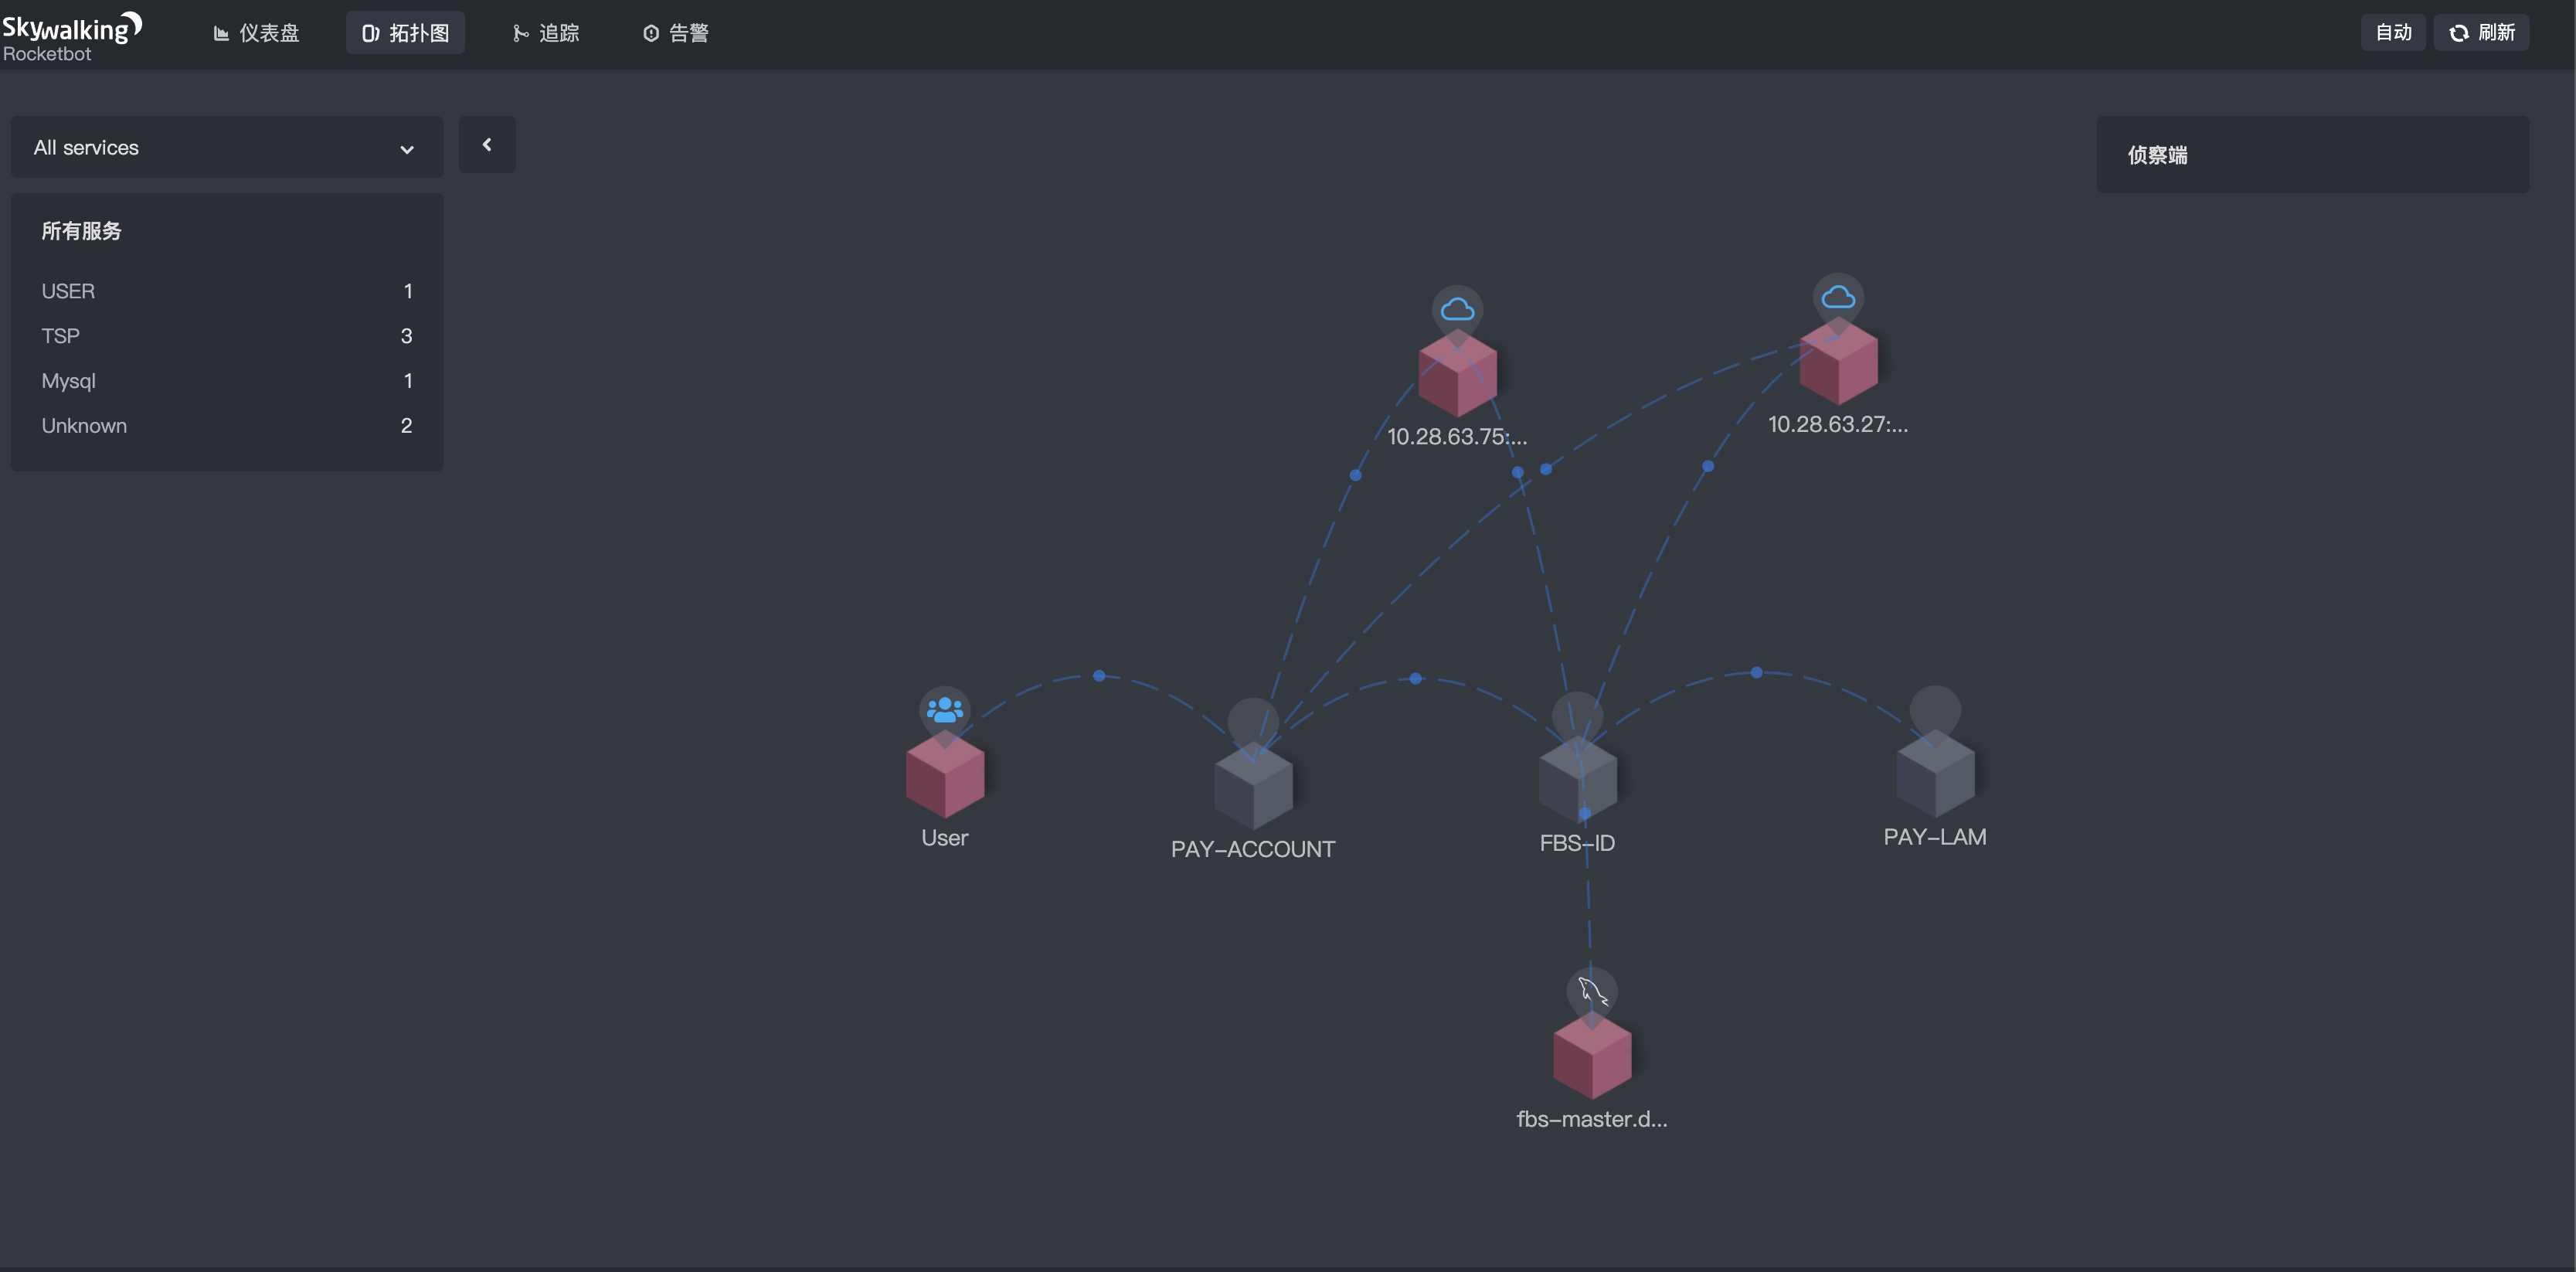 Skywalking
Rocketbot
仪表盘
拓扑图
追踪
告警
自动
刷新
All services
侦察端
所有服务
USER 1
TSP 3
Mysql 1
Unknown 2
10.28.63.75:...
10.28.63.27:...
User
PAY-ACCOUNT
FBS-ID
PAY-LAM
fbs-master.d...